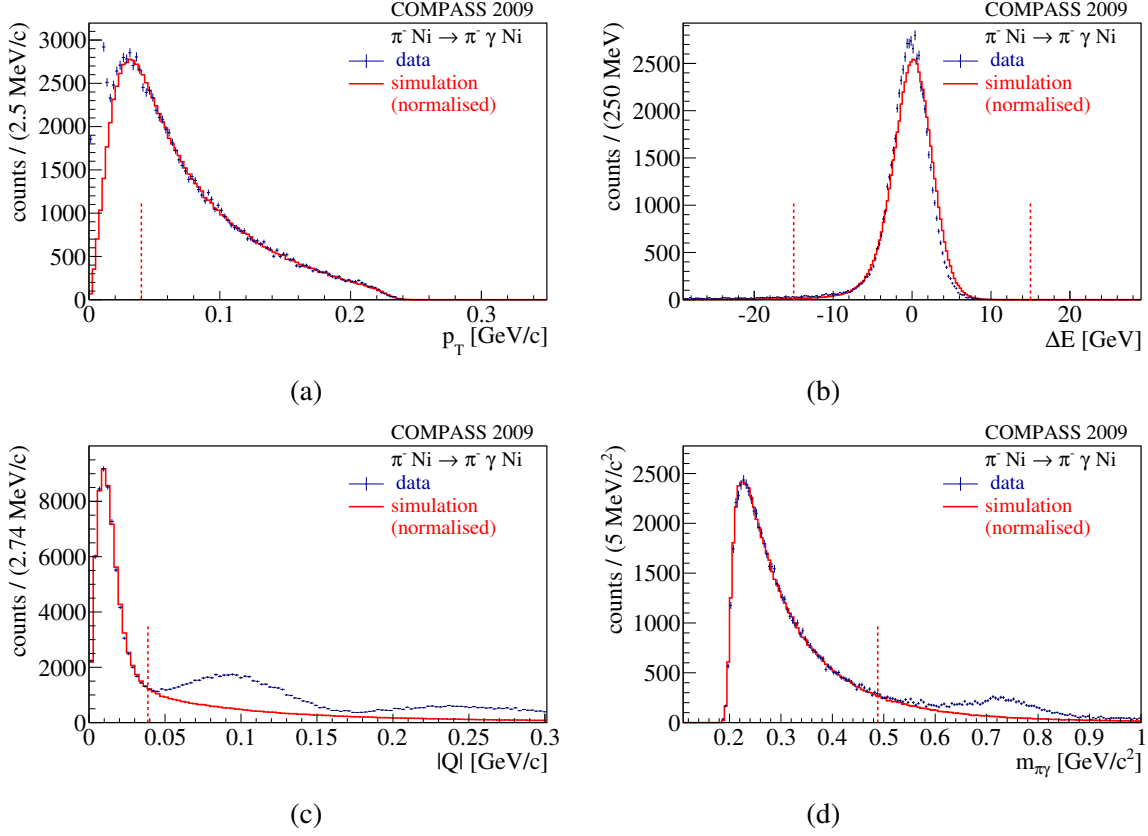 COMPASS 2009
π⁻ Ni → π⁻ γ Ni
data
simulation
(normalised)
counts / (2.5 MeV/c)
3000
2500
2000
1500
1000
500
0
0 0.1 0.2 0.3
p_T [GeV/c]
(a)
COMPASS 2009
π⁻ Ni → π⁻ γ Ni
data
simulation
(normalised)
counts / (250 MeV)
2500
2000
1500
1000
500
0
-20 -10 0 10 20
ΔE [GeV]
(b)
COMPASS 2009
π⁻ Ni → π⁻ γ Ni
data
simulation
(normalised)
counts / (2.74 MeV/c)
8000
6000
4000
2000
0
0 0.05 0.1 0.15 0.2 0.25 0.3
|Q| [GeV/c]
(c)
COMPASS 2009
π⁻ Ni → π⁻ γ Ni
data
simulation
(normalised)
counts / (5 MeV/c²)
2500
2000
1500
1000
500
0
0.2 0.3 0.4 0.5 0.6 0.7 0.8 0.9 1
m_πγ [GeV/c²]
(d)